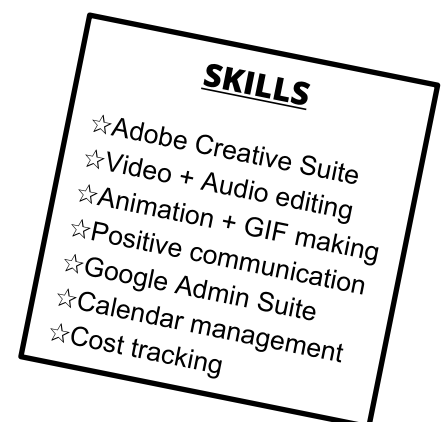 SKILLS
☆Adobe Creative Suite
☆Video + Audio editing
☆Animation + GIF making
☆Positive communication
☆Google Admin Suite
☆Calendar management
☆Cost tracking